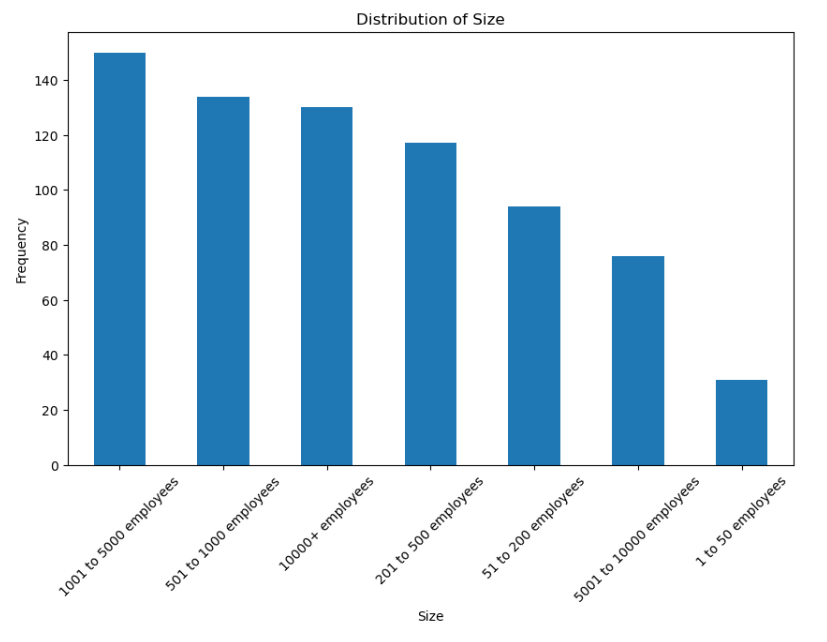 Distribution of Size
140
120
100
80
60
40
20
0
Frequency
1001 to 5000 employees
501 to 1000 employees
10000+ employees
201 to 500 employees
51 to 200 employees
5001 to 10000 employees
1 to 50 employees
Size